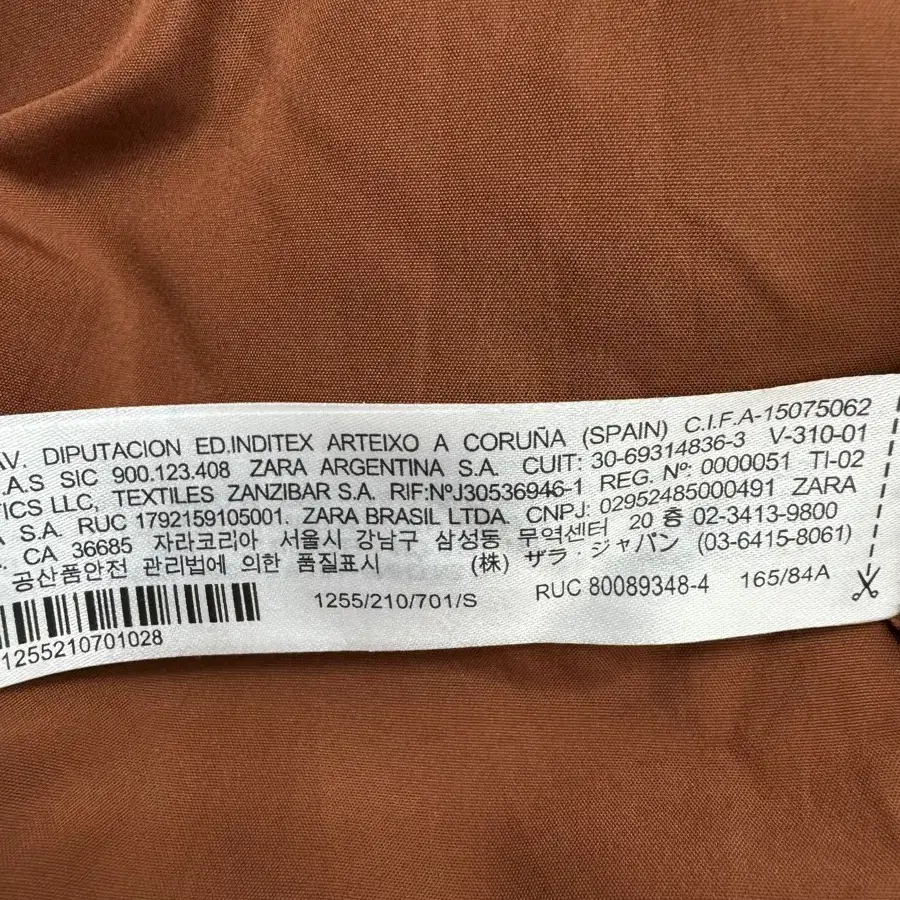 AV. DIPUTACION ED.INDITEX ARTEIXO A CORUÑA (SPAIN) C.I.F.A-15075062
.A.S SIC 900.123.408 ZARA ARGENTINA S.A. CUIT: 30-69314836-3 V-310-01
TICS LLC, TEXTILES ZANZIBAR S.A. RIF:NºJ30536946-1 REG. Nº: 0000051 TI-02
A S.A. RUC 1792159105001. ZARA BRASIL LTDA. CNPJ: 02952485000491 ZARA
: CA 36685 자라코리아 서울시 강남구 삼성동 무역센터 20 층 02-3413-9800
공산품안전 관리법에 의한 품질표시 (株) ザラ・ジャパン (03-6415-8061)
1255/210/701/S RUC 80089348-4 165/84A
1255210701028